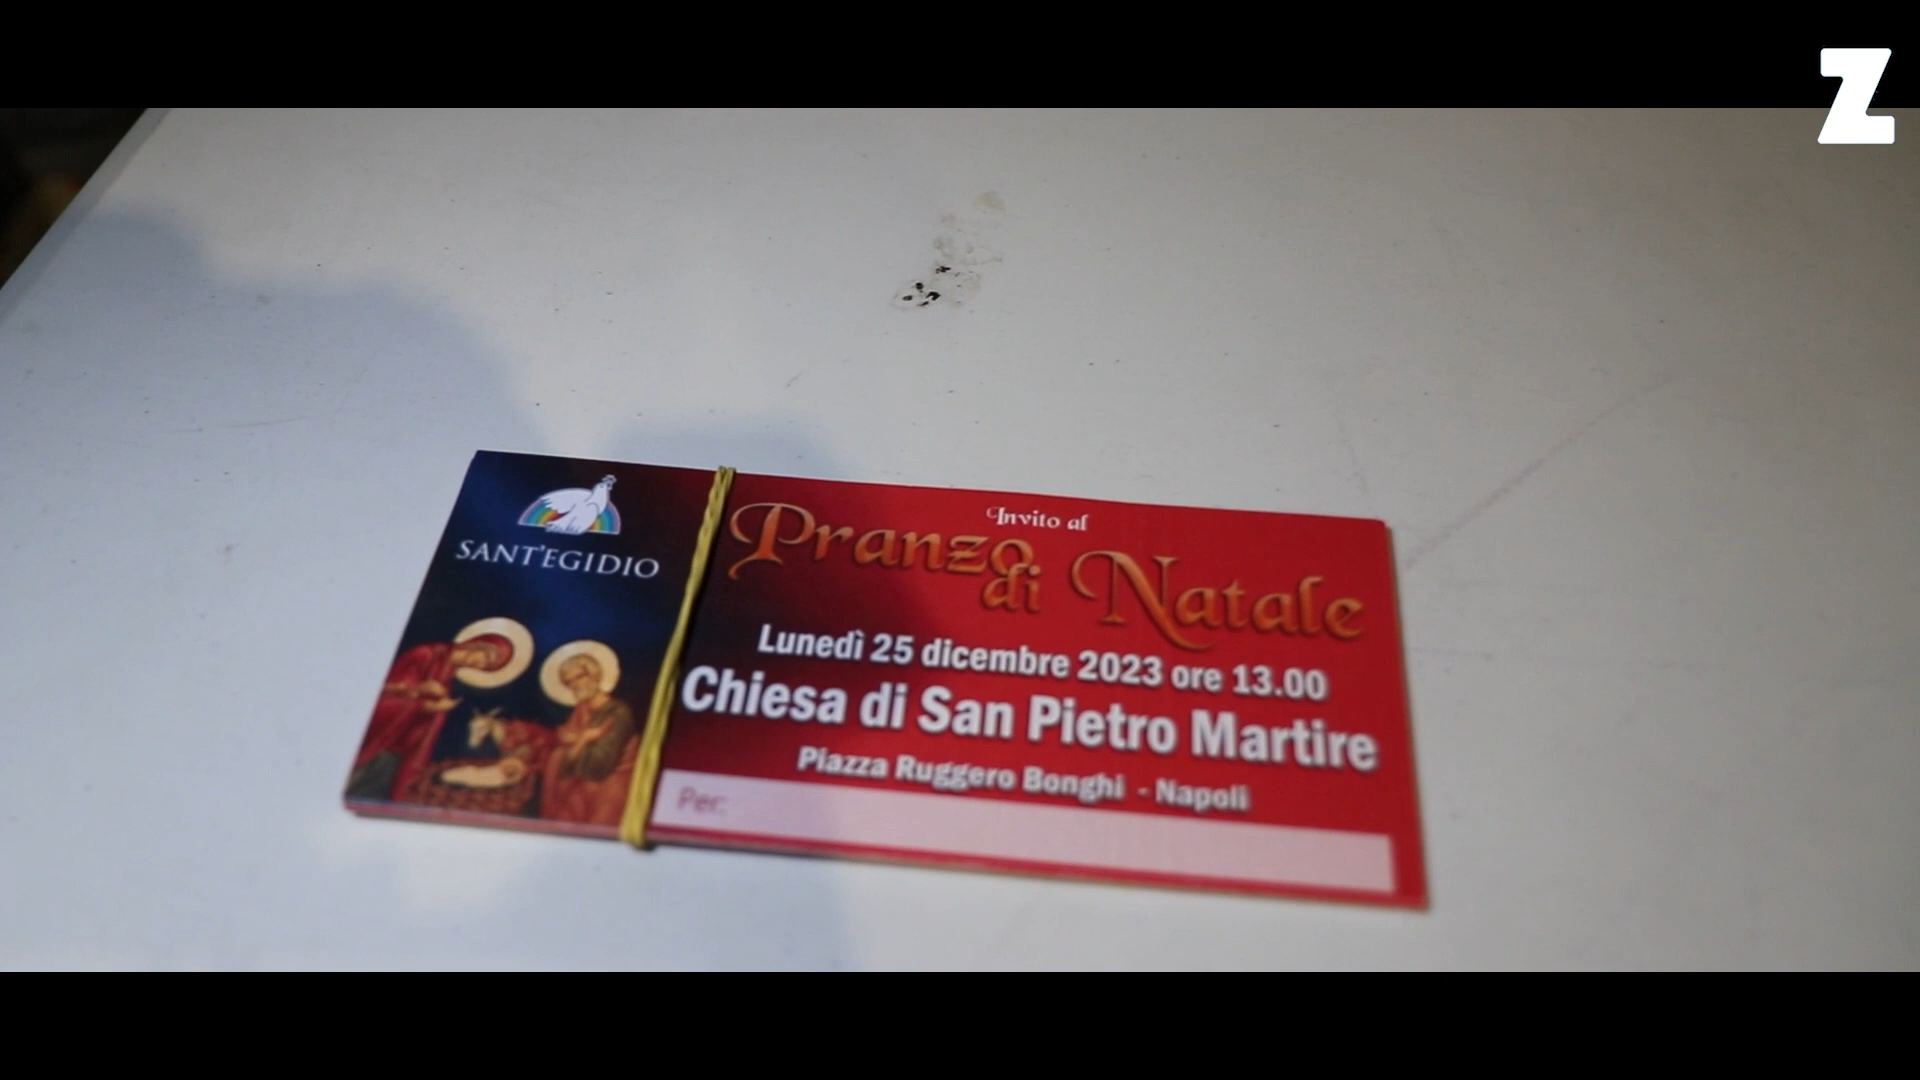 Z
SANT'EGIDIO
Invito al
Pranzo
di Natale
Lunedì 25 dicembre 2023 ore 13.00
Chiesa di San Pietro Martire
Piazza Ruggero Bonghi - Napoli
Per: